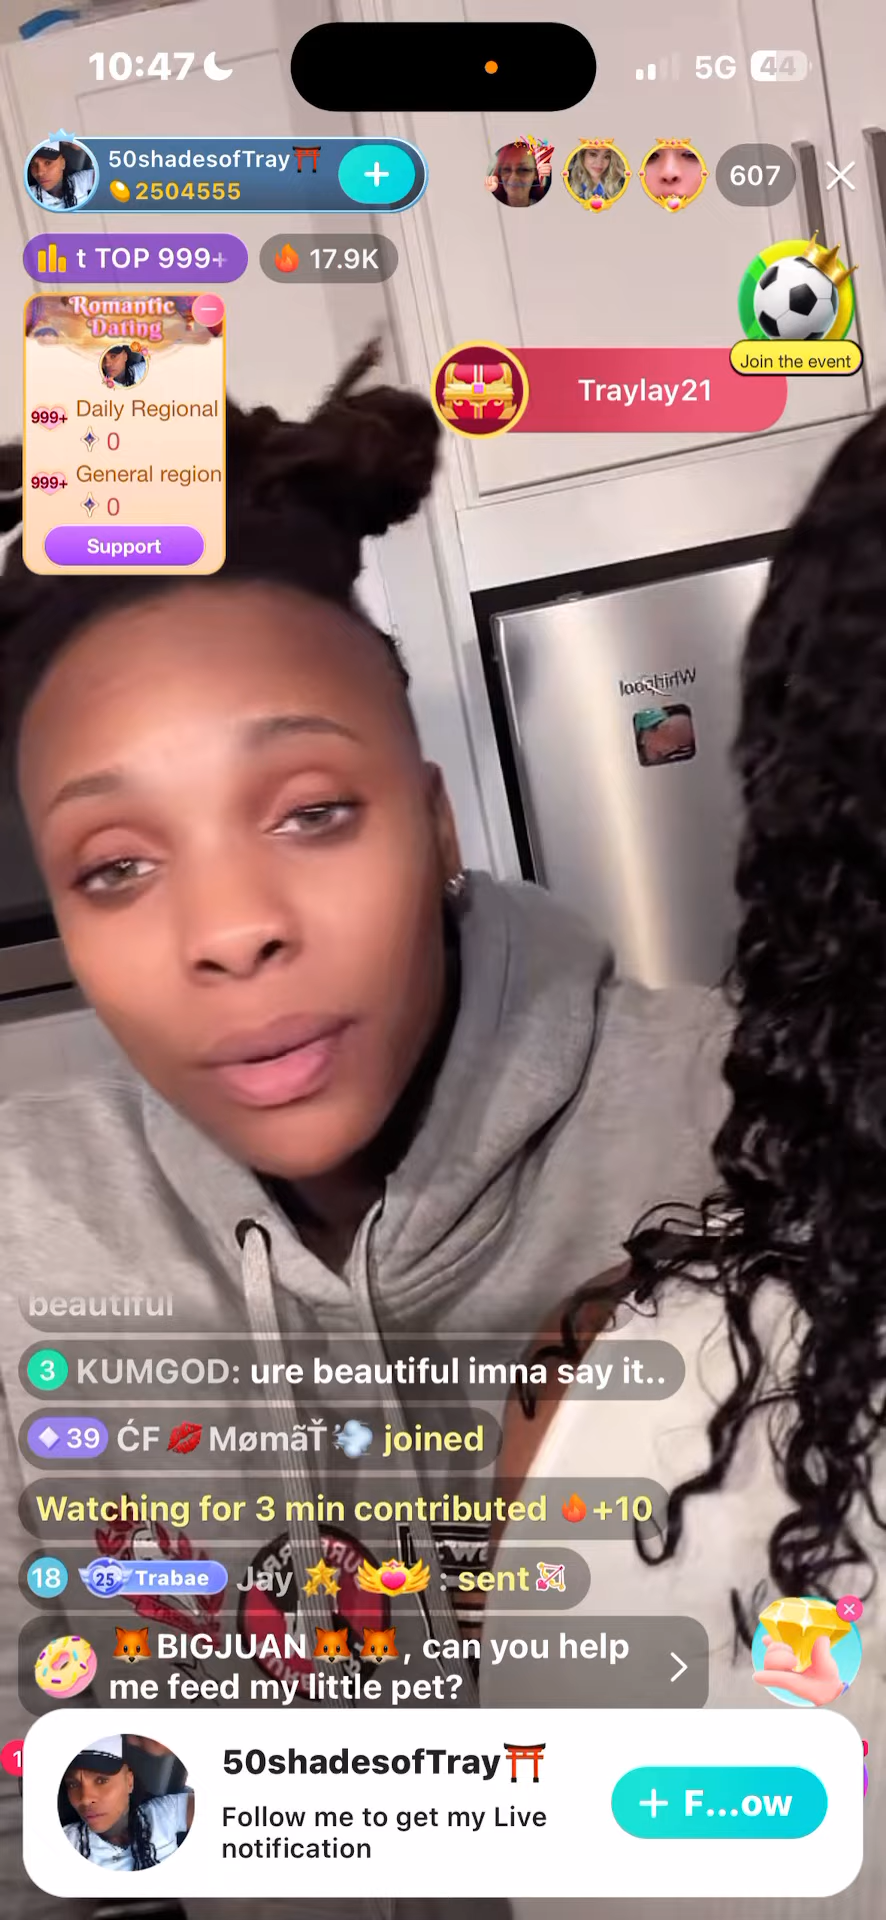 10:47
5G
44
50shadesofTray⛩️
2504555
607
t TOP 999+
17.9K
Romantic
Dating
999+ Daily Regional
0
999+ General region
0
Support
Join the event
Traylay21
Whirlpool
beautiful
3 KUMGOD: ure beautiful imna say it..
39 ĆF💋MømãŤ💨 joined
Watching for 3 min contributed 🔥+10
18 25 Trabae Jay🌟 💖 : sent💘
🦊BIGJUAN🦊🦊, can you help
me feed my little pet?
50shadesofTray⛩️
Follow me to get my Live
notification
+ F...ow